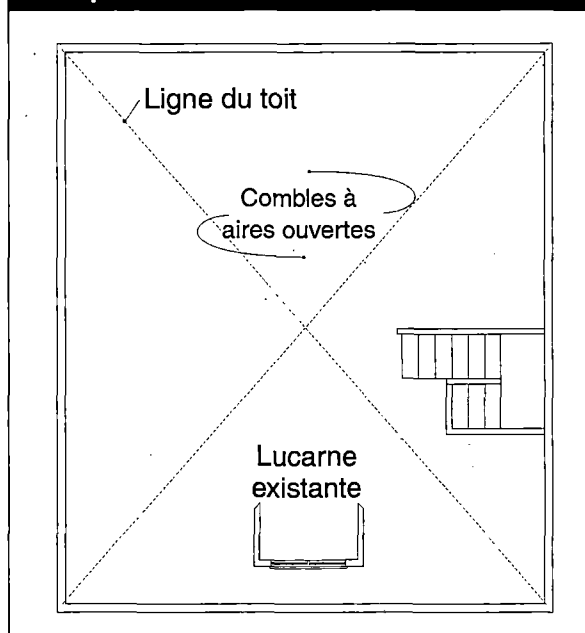 Ligne du toit
Combles à
aires ouvertes
Lucarne
existante